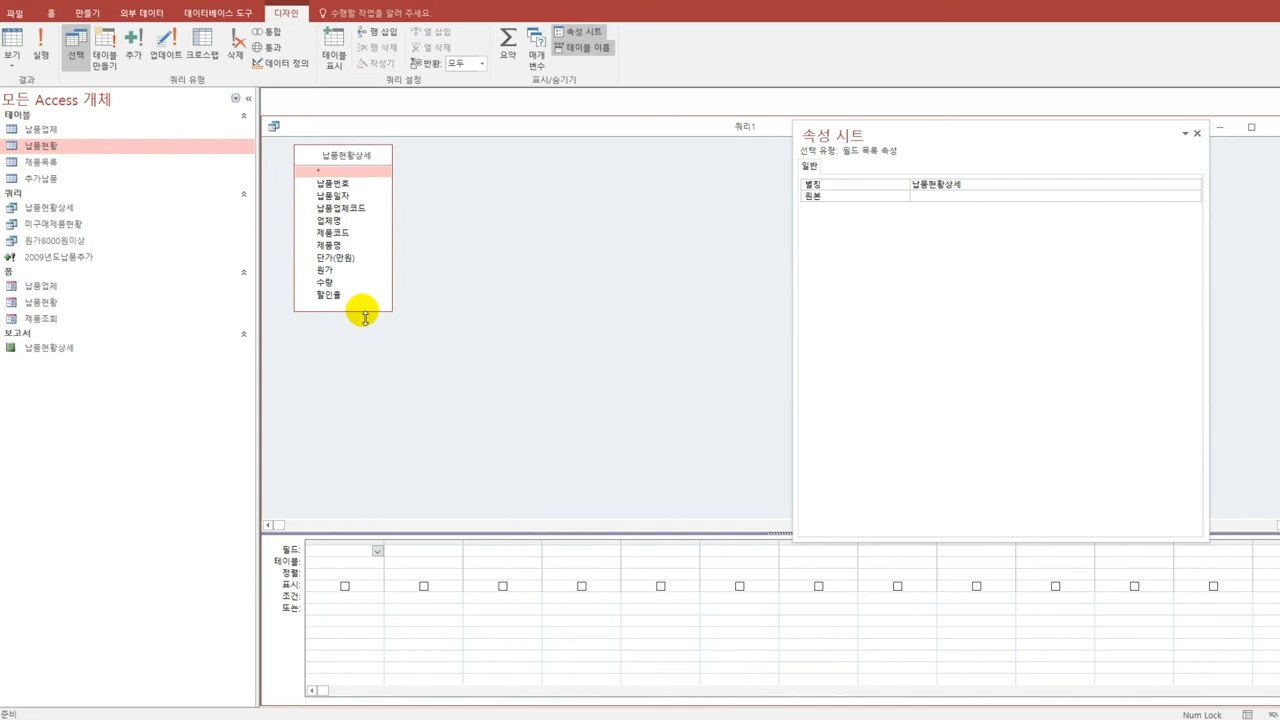 파일 홈 만들기 외부 데이터 데이터베이스 도구 디자인 수행할 작업을 알려 주세요.
보기 실행 선택 테이블 만들기 추가 업데이트 크로스탭 삭제
통합
통과
데이터 정의
테이블 표시
행 삽입
행 삭제
작성기
열 삽입
열 삭제
반환: 모두
요약
매개 변수
속성 시트
테이블 이름
결과 쿼리 유형 쿼리 설정 표시/숨기기
모든 Access 개체
테이블
납품업체
납품현황
제품목록
추가납품
쿼리
납품현황상세
미구매제품현황
원가8000원이상
2009년도납품추가
폼
납품업체
납품현황
제품조회
보고서
납품현황상세
쿼리1
납품현황상세
*
납품번호
납품일자
납품업체코드
업체명
제품코드
제품명
단가(만원)
원가
수량
할인율
속성 시트
선택 유형: 필드 목록 속성
일반
별칭 납품현황상세
원본
필드:
테이블:
정렬:
표시:
조건:
또는:
준비
Num Lock
SQL